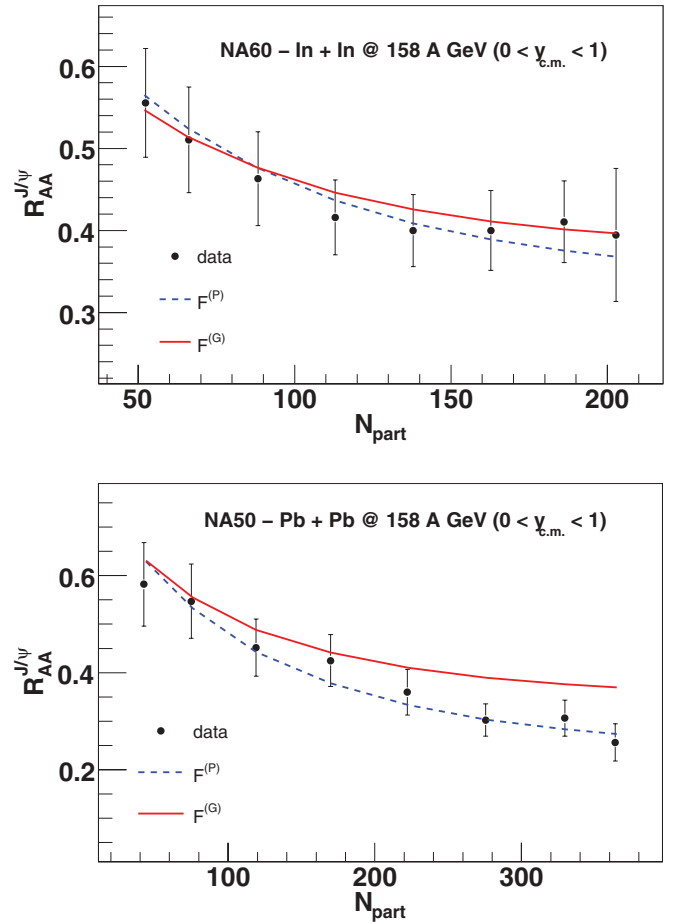 NA60 – In + In @ 158 A GeV (0 < y_c.m. < 1)
0.6
0.5
0.4
0.3
R_AA^J/ψ
data
F^(P)
F^(G)
50 100 150 200
N_part
NA50 – Pb + Pb @ 158 A GeV (0 < y_c.m. < 1)
0.6
0.4
0.2
R_AA^J/ψ
data
F^(P)
F^(G)
100 200 300
N_part